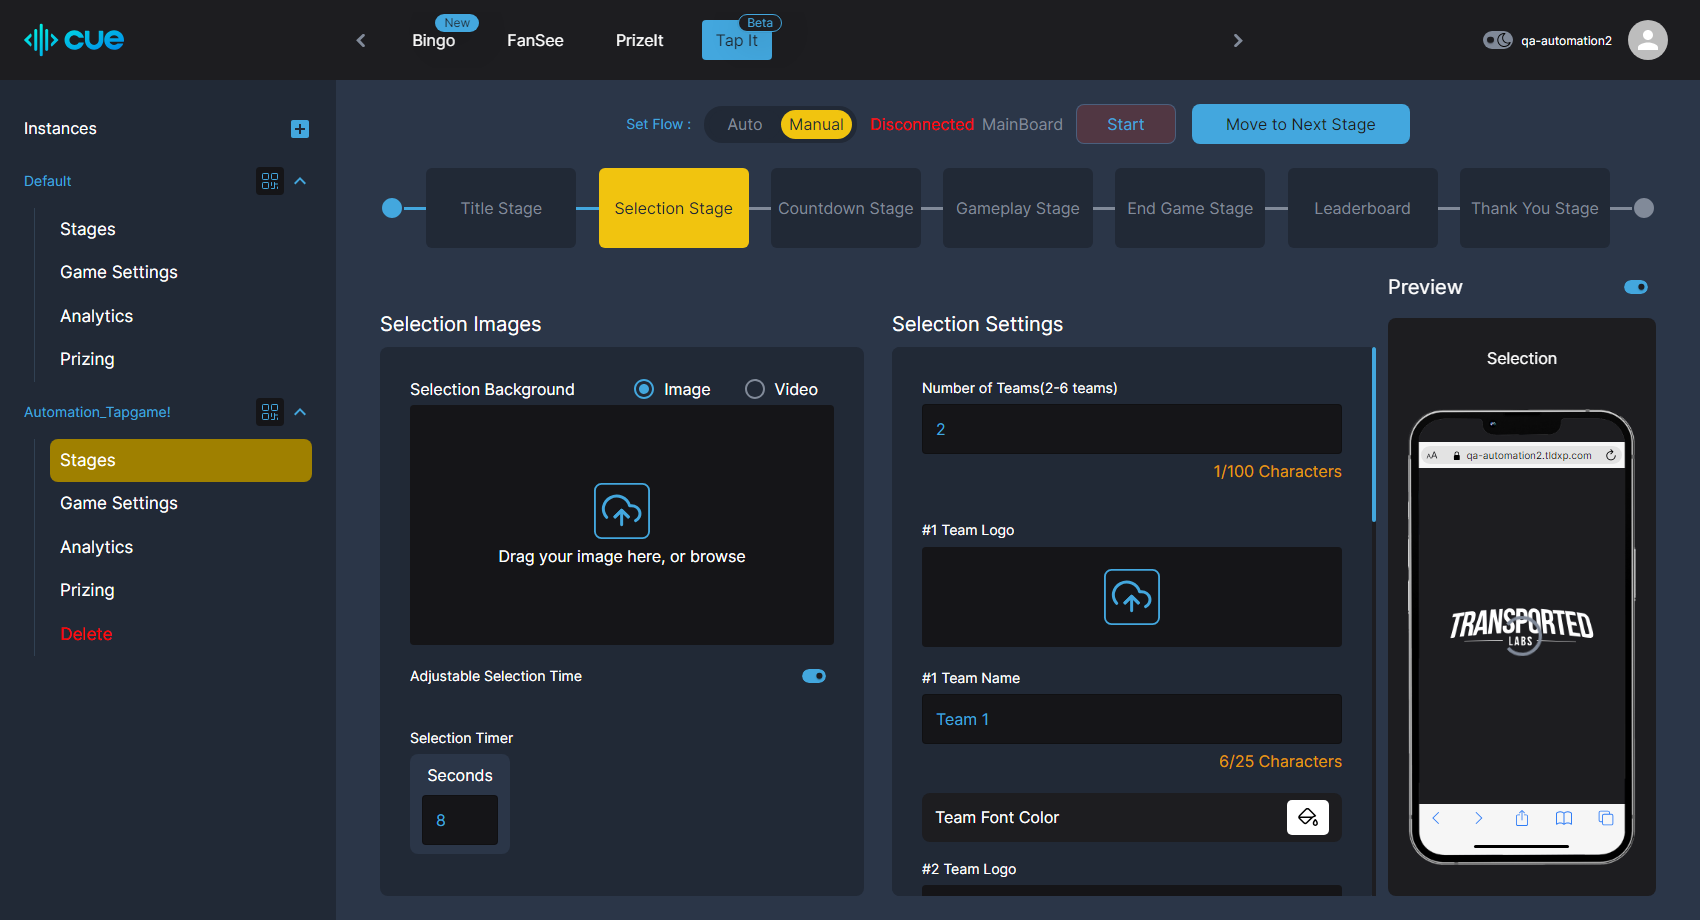 cue
Bingo
New
FanSee
PrizeIt
Tap It
Beta
qa-automation2
Instances
Default
Stages
Game Settings
Analytics
Prizing
Automation_Tapgame!
Stages
Game Settings
Analytics
Prizing
Delete
Set Flow :
Auto
Manual
Disconnected
MainBoard
Start
Move to Next Stage
Title Stage
Selection Stage
Countdown Stage
Gameplay Stage
End Game Stage
Leaderboard
Thank You Stage
Selection Images
Selection Background
Image
Video
Drag your image here, or browse
Adjustable Selection Time
Selection Timer
Seconds
8
Selection Settings
Number of Teams(2-6 teams)
2
1/100 Characters
#1 Team Logo
#1 Team Name
Team 1
6/25 Characters
Team Font Color
#2 Team Logo
Preview
Selection
AA
qa-automation2.tldxp.com
TRANSPORTED
LABS